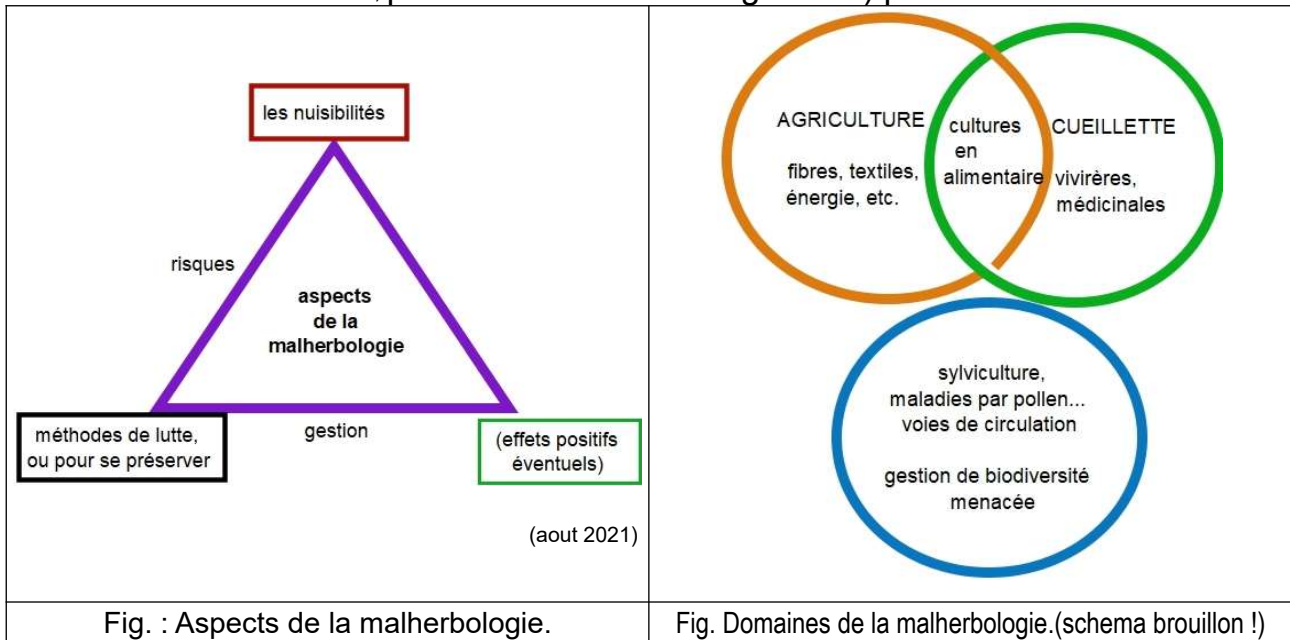 les nuisibilités
risques
aspects
de la
malherbologie
méthodes de lutte,
ou pour se préserver
gestion
(effets positifs
éventuels)
(aout 2021)
Fig. : Aspects de la malherbologie.
AGRICULTURE
fibres, textiles,
énergie, etc.
cultures
en
alimentaire
CUEILLETTE
vivirères,
médicinales
sylviculture,
maladies par pollen...
voies de circulation
gestion de biodiversité
menacée
Fig. Domaines de la malherbologie.(schema brouillon !)